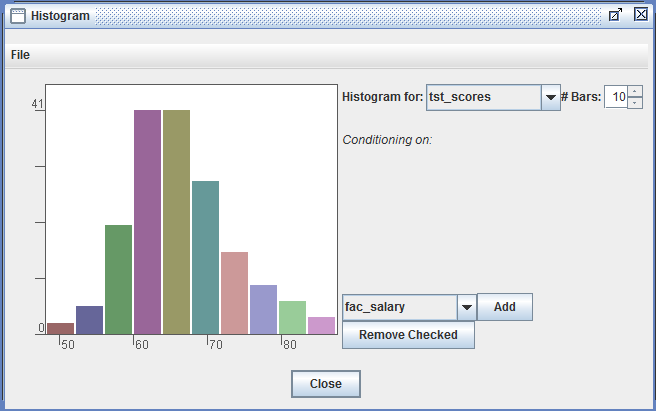 Histogram
File
41
0
50 60 70 80
Histogram for: tst_scores # Bars: 10
Conditioning on:
fac_salary Add
Remove Checked
Close